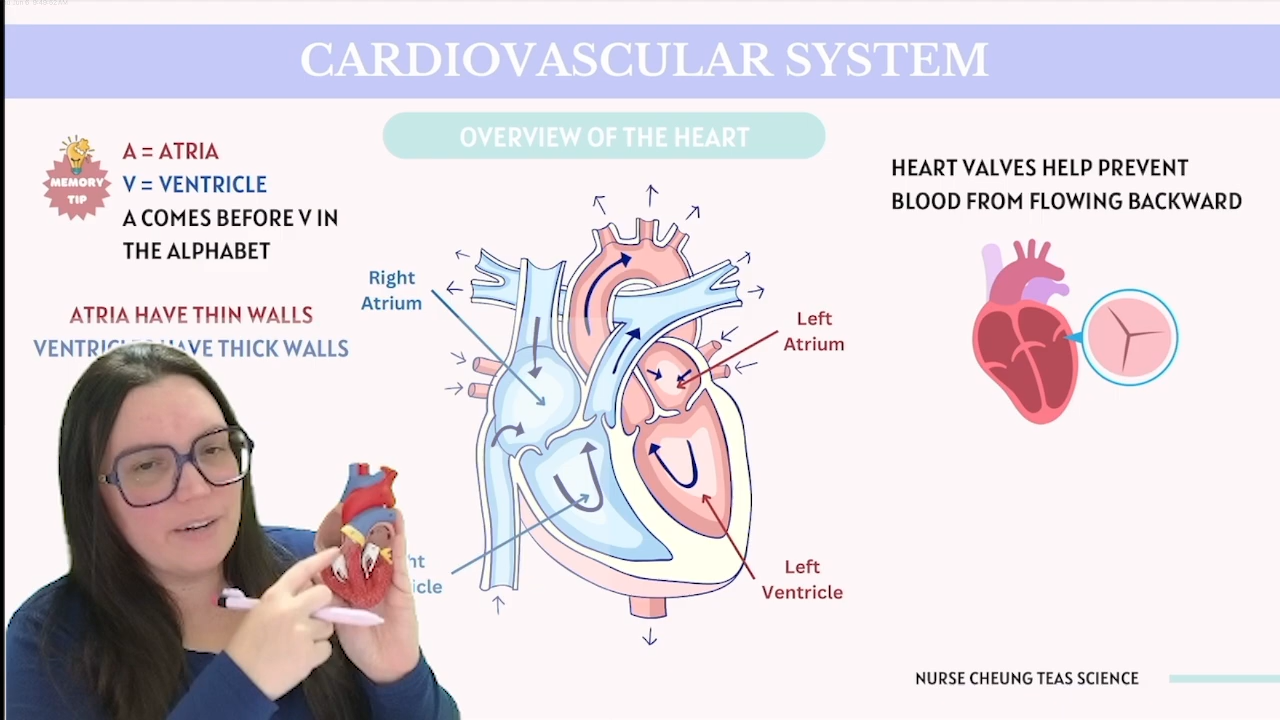 CARDIOVASCULAR SYSTEM
OVERVIEW OF THE HEART
MEMORY
TIP
A = ATRIA
V = VENTRICLE
A COMES BEFORE V IN
THE ALPHABET
ATRIA HAVE THIN WALLS
HAVE THICK WALLS
Right
Atrium
Left
Atrium
Left
Ventricle
HEART VALVES HELP PREVENT
BLOOD FROM FLOWING BACKWARD
NURSE CHEUNG TEAS SCIENCE